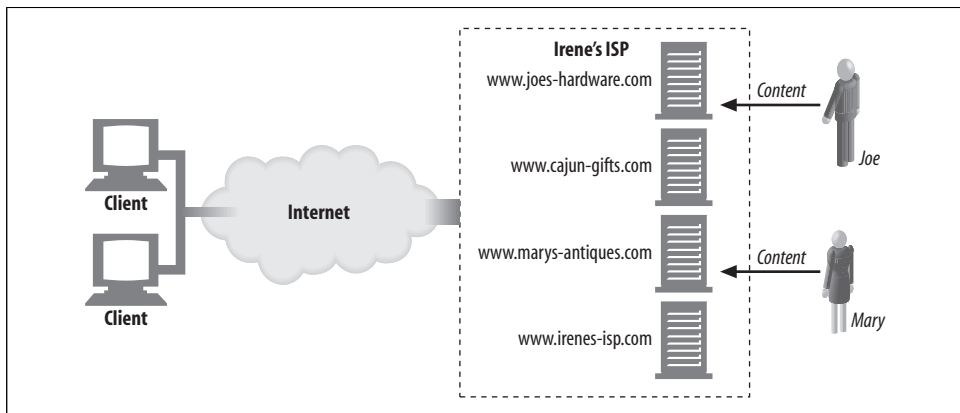 Irene's ISP
www.joes-hardware.com
Content
Joe
www.cajun-gifts.com
Client
Internet
www.marys-antiques.com
Content
Mary
Client
www.irenes-isp.com